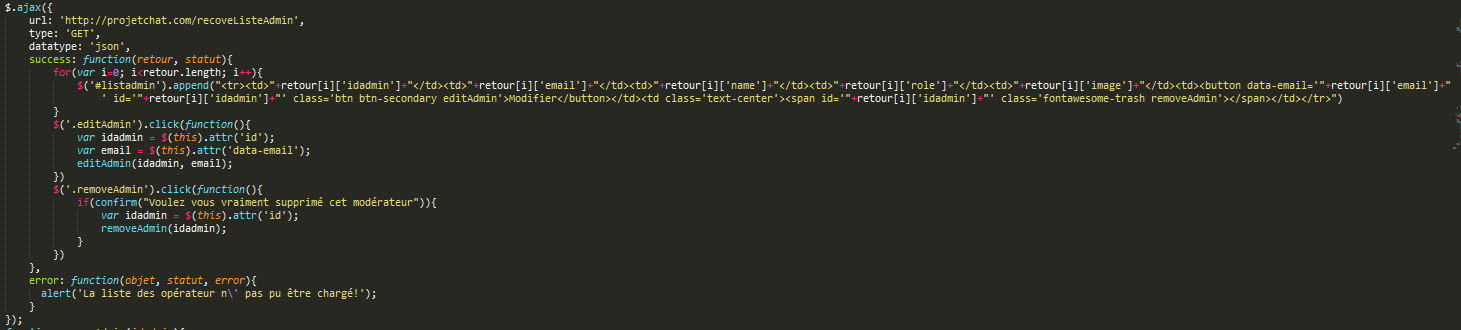 $.ajax({
url: 'http://projetchat.com/recoveListeAdmin',
type: 'GET',
datatype: 'json',
success: function(retour, statut){
for(var i=0; i<retour.length; i++){
$('#listadmin').append("<tr><td>"+retour[i]['idadmin']+"</td><td>"+retour[i]['email']+"</td><td>"+retour[i]['name']+"</td><td>"+retour[i]['role']+"</td><td>"+retour[i]['image']+"</td><td><button data-email='"+retour[i]['email']+"
' id='"+retour[i]['idadmin']+"' class='btn btn-secondary editAdmin'>Modifier</button></td><td class='text-center'><span id='"+retour[i]['idadmin']+"' class='fontawesome-trash removeAdmin'></span></td></tr>")
}
$('.editAdmin').click(function(){
var idadmin = $(this).attr('id');
var email = $(this).attr('data-email');
editAdmin(idadmin, email);
})
$('.removeAdmin').click(function(){
if(confirm("Voulez vous vraiment supprimé cet modérateur")){
var idadmin = $(this).attr('id');
removeAdmin(idadmin);
}
})
},
error: function(objet, statut, error){
alert('La liste des opérateur n\' pas pu être chargé!');
}
});